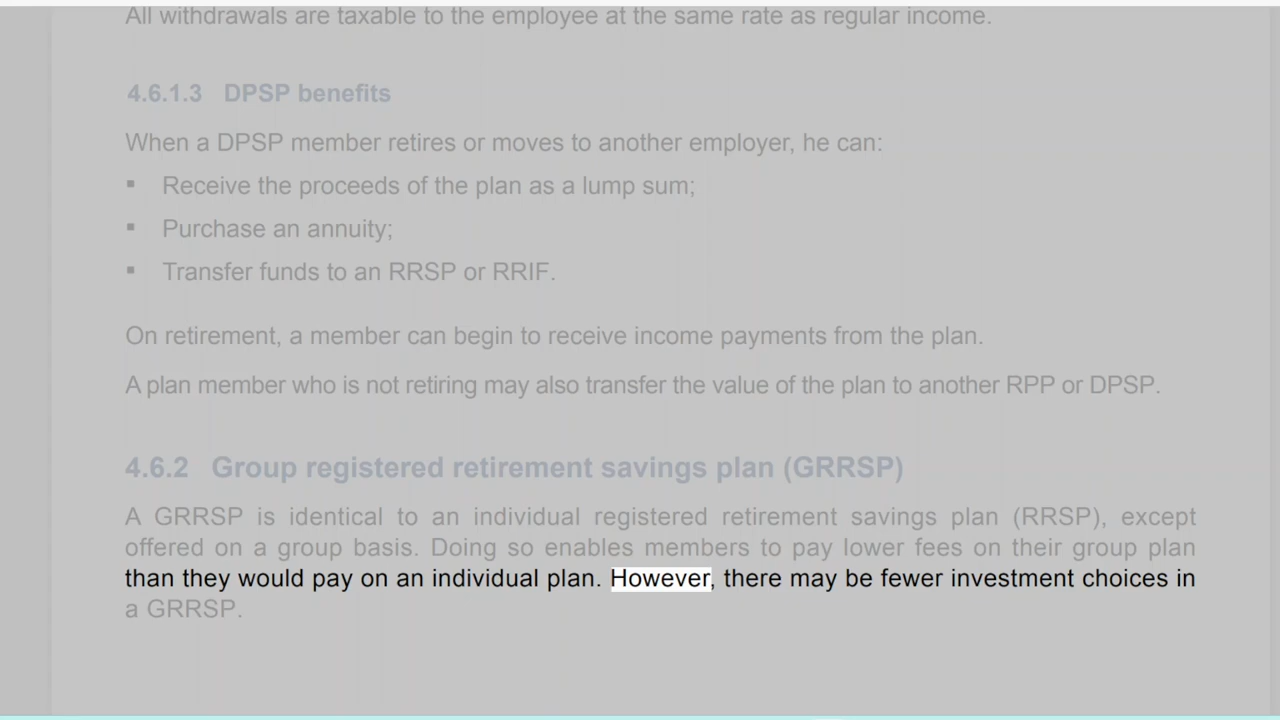 All withdrawals are taxable to the employee at the same rate as regular income.
4.6.1.3 DPSP benefits
When a DPSP member retires or moves to another employer, he can:
▪ Receive the proceeds of the plan as a lump sum;
▪ Purchase an annuity;
▪ Transfer funds to an RRSP or RRIF.
On retirement, a member can begin to receive income payments from the plan.
A plan member who is not retiring may also transfer the value of the plan to another RPP or DPSP.
4.6.2 Group registered retirement savings plan (GRRSP)
A GRRSP is identical to an individual registered retirement savings plan (RRSP), except
offered on a group basis. Doing so enables members to pay lower fees on their group plan
than they would pay on an individual plan. However, there may be fewer investment choices in
a GRRSP.